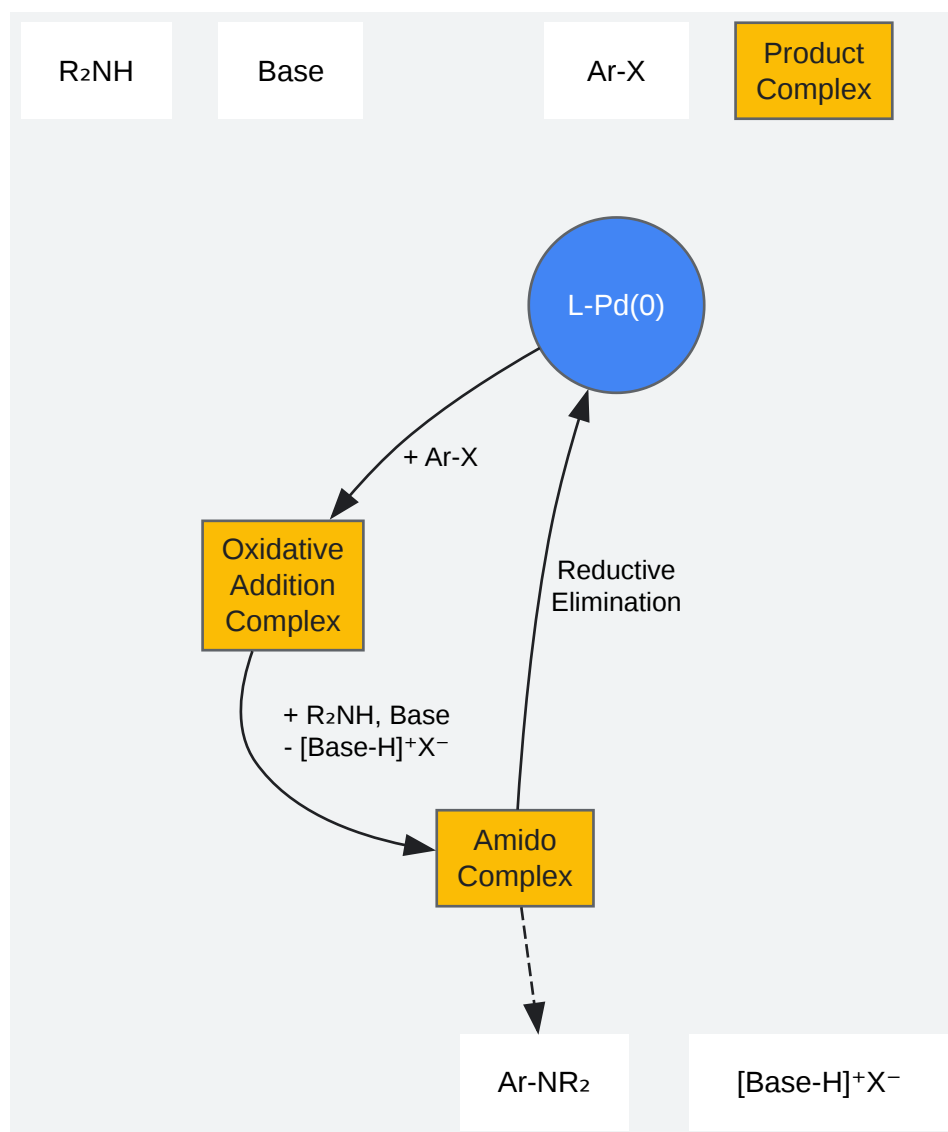 R₂NH
Base
Ar-X
Product
Complex
L-Pd(0)
+ Ar-X
Oxidative
Addition
Complex
Reductive
Elimination
+ R₂NH, Base
- [Base-H]⁺X⁻
Amido
Complex
Ar-NR₂
[Base-H]⁺X⁻